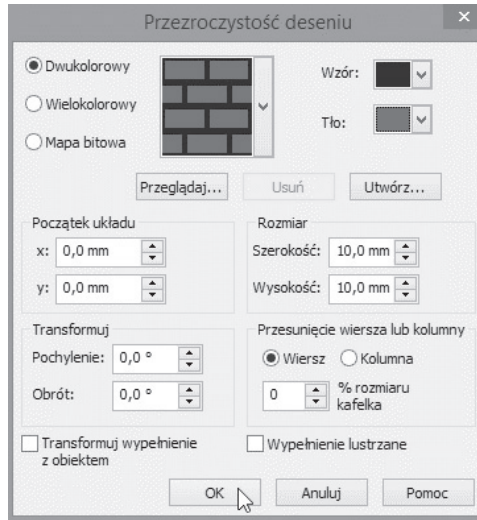 Przezroczystość deseniu
Dwukolorowy
Wielokolorowy
Mapa bitowa
Wzór:
Tło:
Przeglądaj...
Usuń
Utwórz...
Początek układu
x: 0,0 mm
y: 0,0 mm
Rozmiar
Szerokość: 10,0 mm
Wysokość: 10,0 mm
Transformuj
Pochylenie: 0,0 °
Obrót: 0,0 °
Przesunięcie wiersza lub kolumny
Wiersz Kolumna
0 % rozmiaru
kafelka
Transformuj wypełnienie
z obiektem
Wypełnienie lustrzane
OK
Anuluj
Pomoc